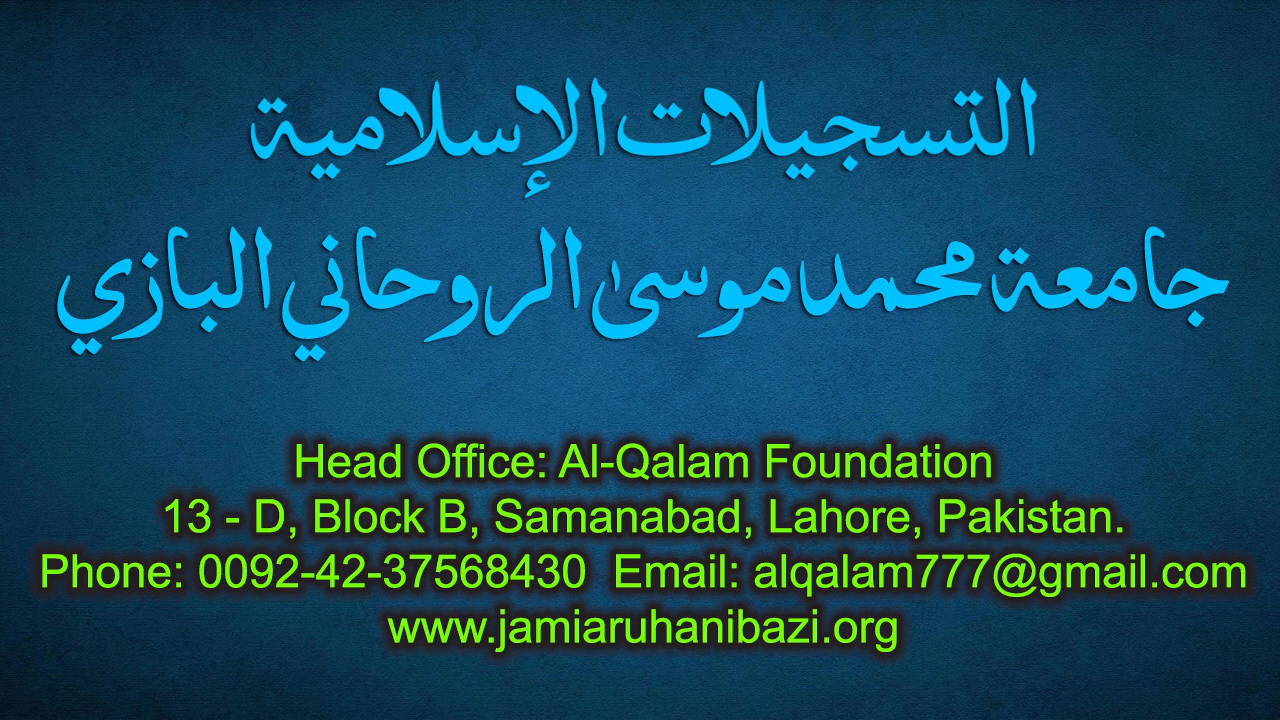 التسجيلات الإسلامية
جامعة محمد موسىٰ الروحاني البازي
Head Office: Al-Qalam Foundation
13 - D, Block B, Samanabad, Lahore, Pakistan.
Phone: 0092-42-37568430 Email: alqalam777@gmail.com
www.jamiaruhanibazi.org